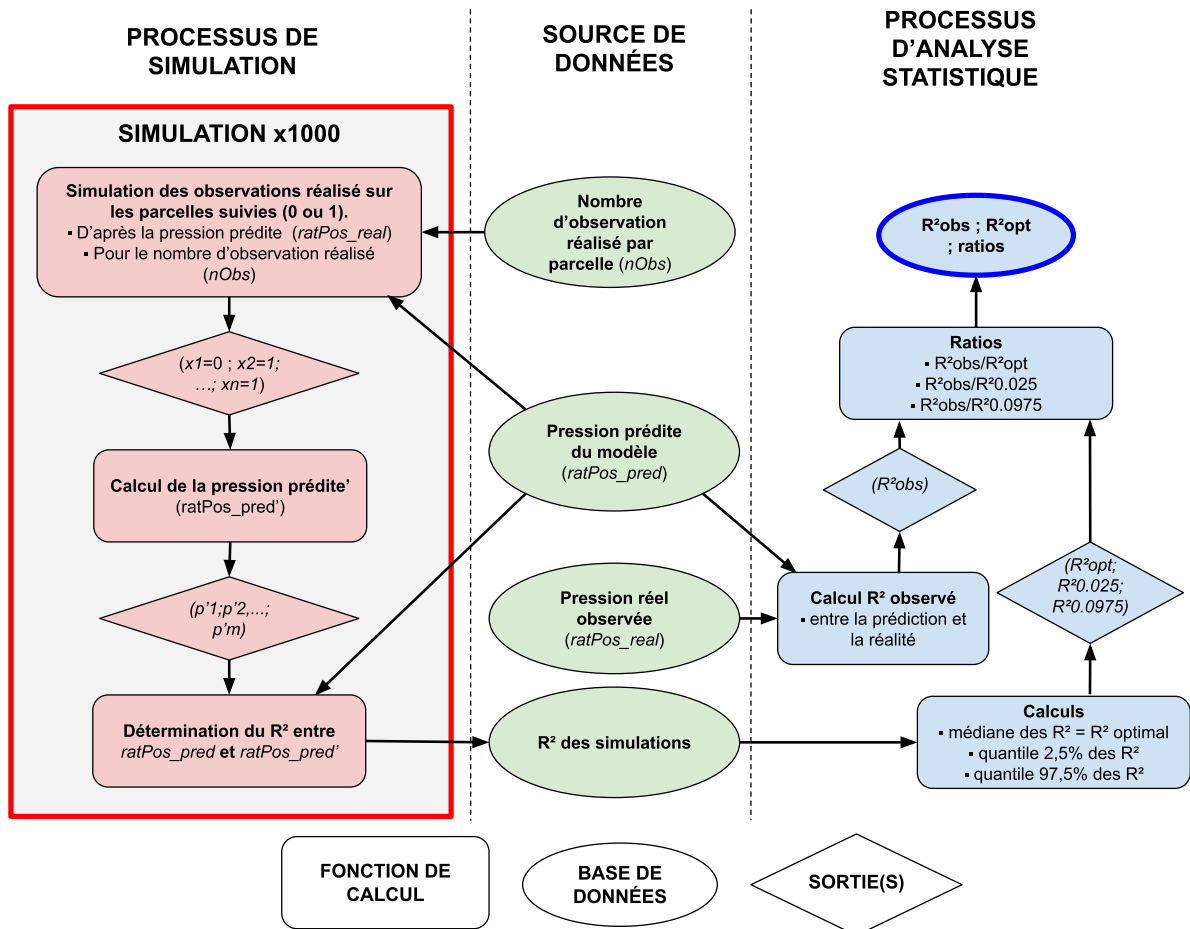 PROCESSUS DE
SIMULATION
SOURCE DE
DONNÉES
PROCESSUS
D'ANALYSE
STATISTIQUE
SIMULATION x1000
Simulation des observations réalisé sur
les parcelles suivies (0 ou 1).
▪ D'après la pression prédite (ratPos_real)
▪ Pour le nombre d'observation réalisé
(nObs)
(x1=0 ; x2=1;
…; xn=1)
Calcul de la pression prédite'
(ratPos_pred')
(p'1;p'2,...;
p'm)
Détermination du R² entre
ratPos_pred et ratPos_pred'
Nombre
d'observation
réalisé par
parcelle (nObs)
Pression prédite
du modèle
(ratPos_pred)
Pression réel
observée
(ratPos_real)
R² des simulations
R²obs ; R²opt
; ratios
Ratios
▪ R²obs/R²opt
▪ R²obs/R²0.025
▪ R²obs/R²0.0975
(R²obs)
(R²opt;
R²0.025;
R²0.0975)
Calcul R² observé
▪ entre la prédiction et
la réalité
Calculs
▪ médiane des R² = R² optimal
▪ quantile 2,5% des R²
▪ quantile 97,5% des R²
FONCTION DE
CALCUL
BASE DE
DONNÉES
SORTIE(S)